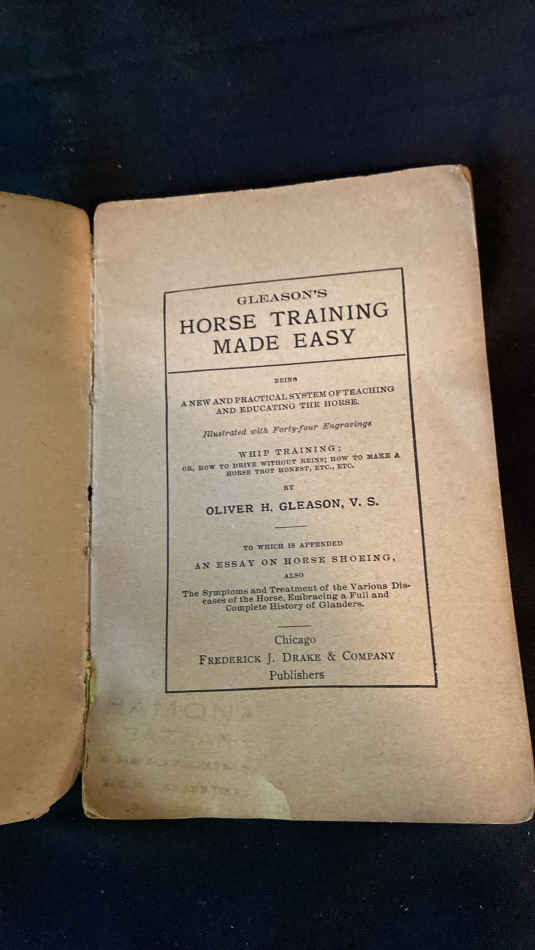 GLEASON'S
HORSE TRAINING
MADE EASY
BEING
A NEW AND PRACTICAL SYSTEM OF TEACHING
AND EDUCATING THE HORSE.
Illustrated with Forty-four Engravings
WHIP TRAINING;
OR, HOW TO DRIVE WITHOUT REINS; HOW TO MAKE A
HORSE TROT HONEST, ETC., ETC.
BY
OLIVER H. GLEASON, V. S.
TO WHICH IS APPENDED
AN ESSAY ON HORSE SHOEING,
ALSO
The Symptoms and Treatment of the Various Dis-
eases of the Horse, Embracing a Full and
Complete History of Glanders.
Chicago
FREDERICK J. DRAKE & COMPANY
Publishers